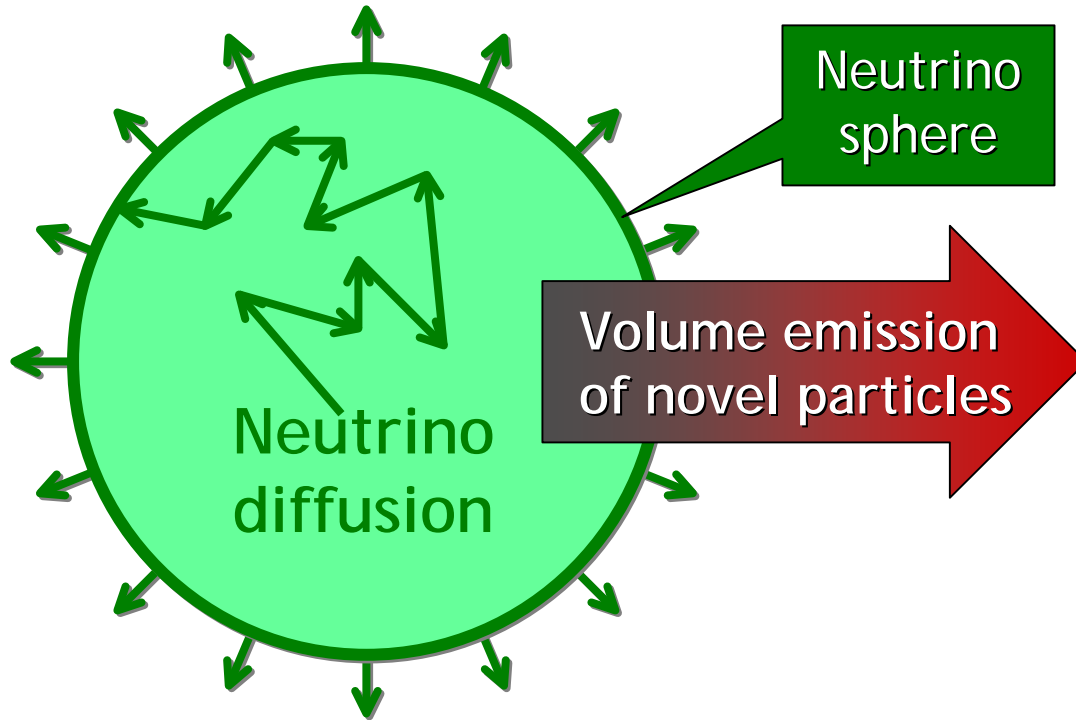 Neutrino
sphere
Volume emission
of novel particles
Neutrino
diffusion